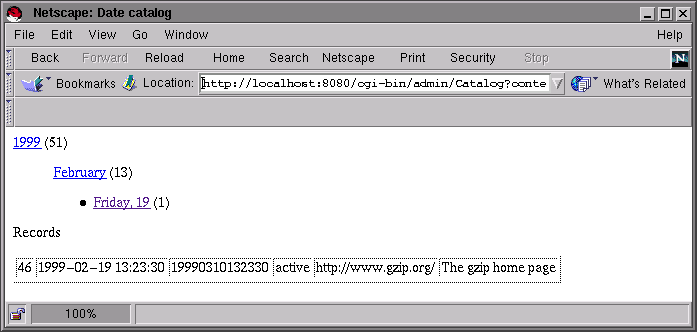 Netscape: Date catalog
File Edit View Go Window Help
Back Forward Reload Home Search Netscape Print Security Stop N
Bookmarks Location: http://localhost:8080/cgi-bin/admin/Catalog?conte What's Related
1999 (51)
February (13)
Friday, 19 (1)
Records
46 1999-02-19 13:23:30 19990310132330 active http://www.gzip.org/ The gzip home page
100%